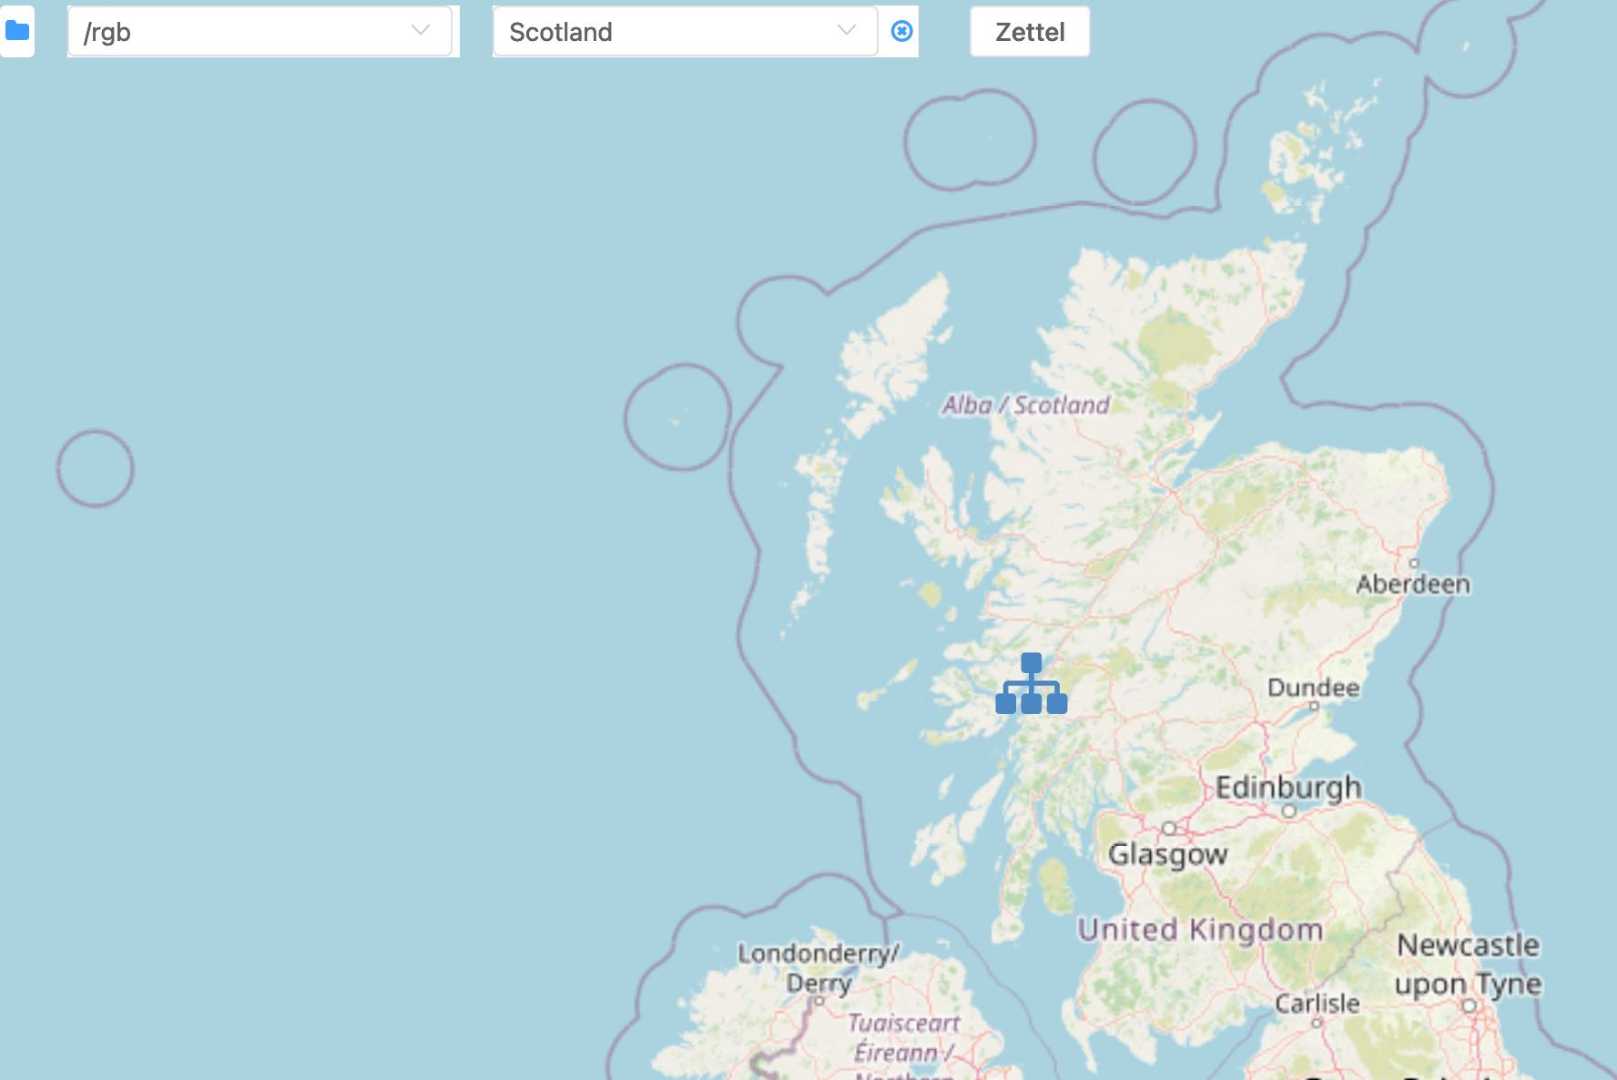 /rgb
Scotland
Zettel
Alba / Scotland
Aberdeen
Dundee
Edinburgh
Glasgow
United Kingdom
Londonderry/
Derry
Newcastle
upon Tyne
Carlisle
Tuaisceart
Éireann /
Northern